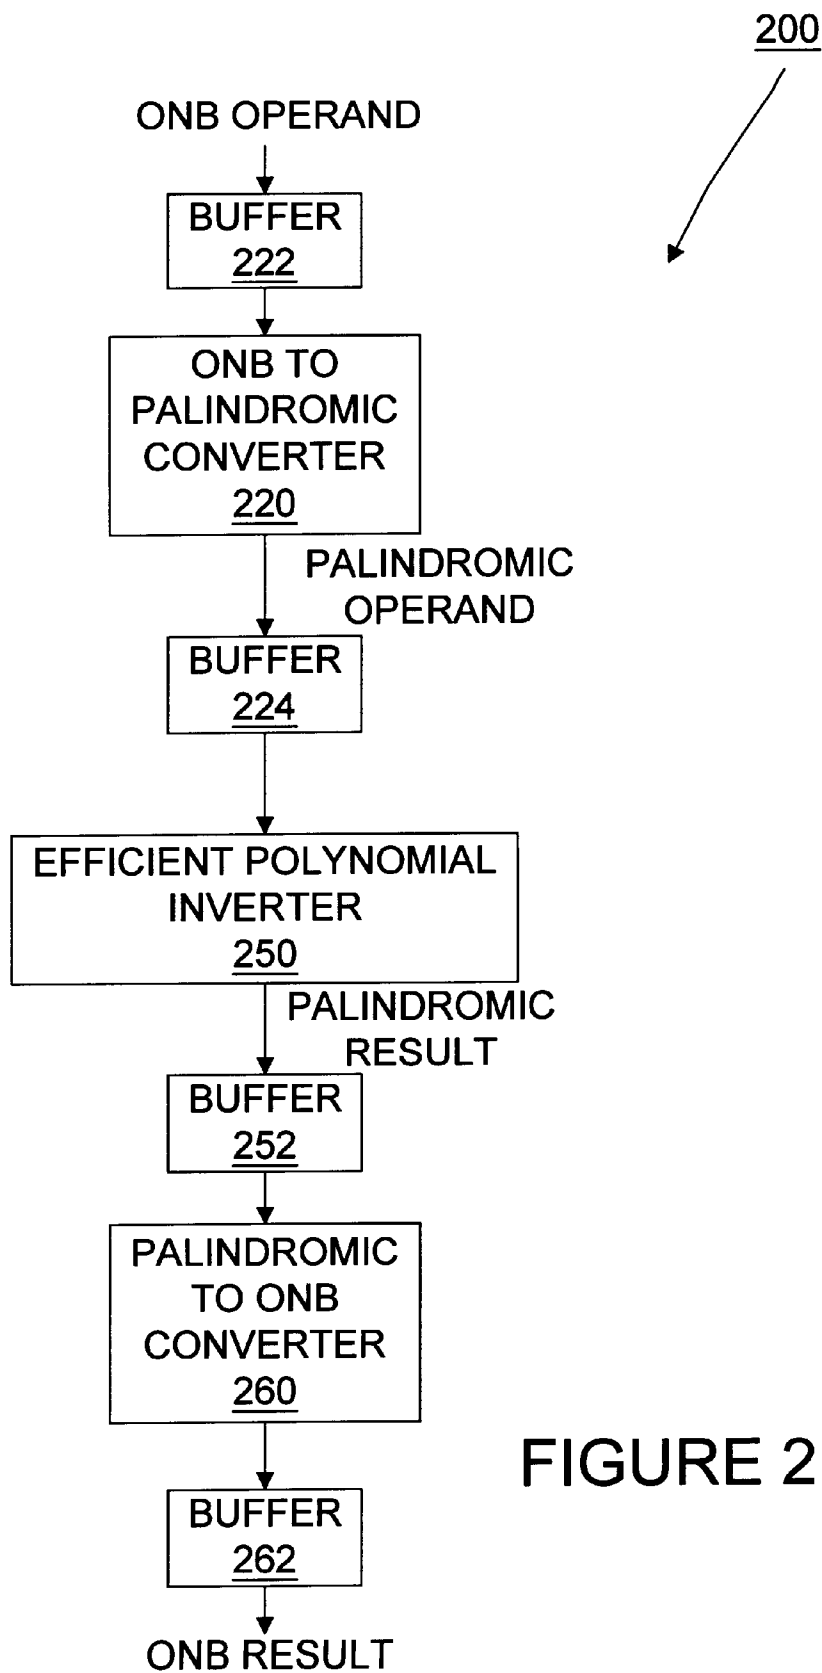 200
ONB OPERAND
BUFFER
222
ONB TO
PALINDROMIC
CONVERTER
220
PALINDROMIC
OPERAND
BUFFER
224
EFFICIENT POLYNOMIAL
INVERTER
250
PALINDROMIC
RESULT
BUFFER
252
PALINDROMIC
TO ONB
CONVERTER
260
FIGURE 2
BUFFER
262
ONB RESULT